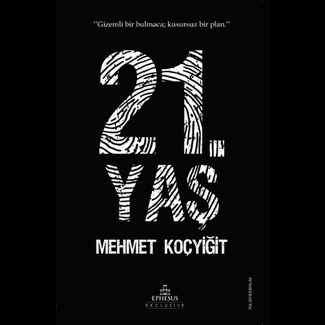 "Gizemli bir bulmaca; kusursuz bir plan."
21.
YAŞ
MEHMET KOÇYİĞİT
EPHESUS
EXCLUSIVE